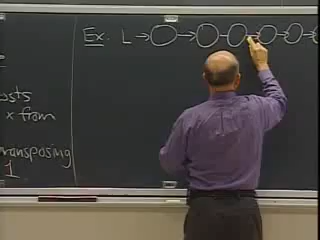 Ex. L → → → → →
osts
x from
ransposing
1